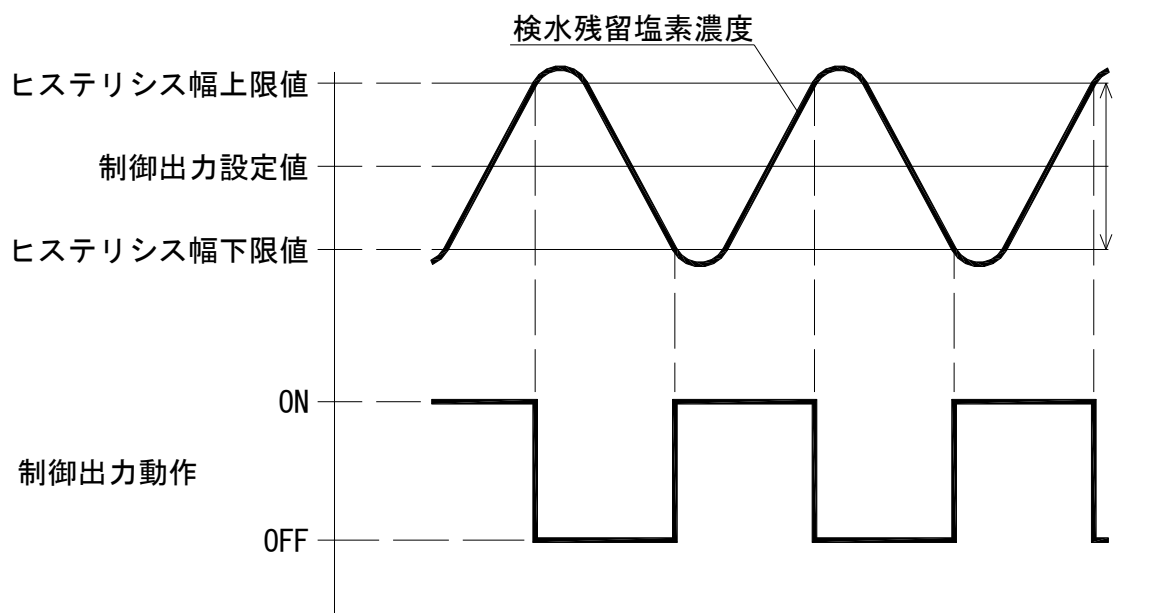 検水残留塩素濃度
ヒステリシス幅上限値
制御出力設定値
ヒステリシス幅下限値
ON
制御出力動作
OFF